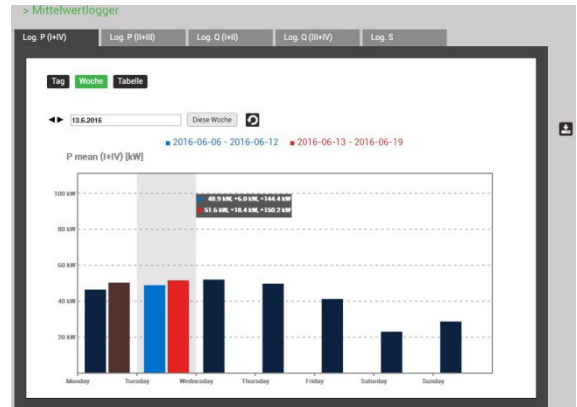 > Mittelwertlogger
Log. P (I+IV) Log. P (II+III) Log. Q (I+II) Log. Q (III+IV) Log. S
Tag Woche Tabelle
◀▶ 13.6.2016 Diese Woche
2016-06-06 - 2016-06-12 2016-06-13 - 2016-06-19
P mean (I+IV) [kW]
100 kW
48.9 kW, -6.0 kW, ~144.4 kW
51.6 kW, -18.4 kW, ~150.2 kW
80 kW
60 kW
40 kW
20 kW
Monday Tuesday Wednesday Thursday Friday Saturday Sunday